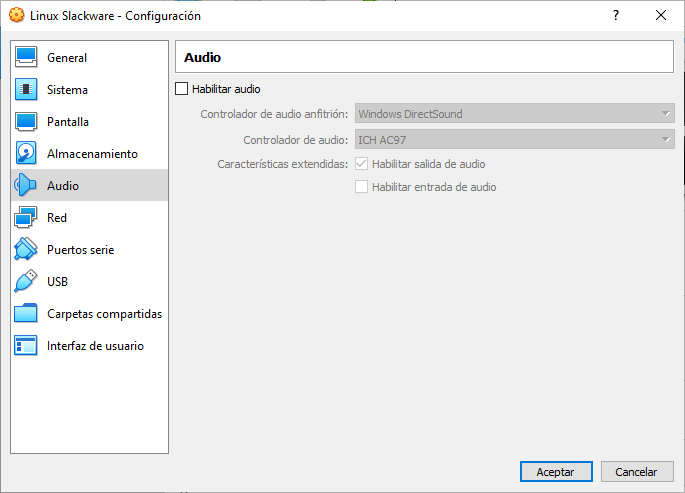 Linux Slackware - Configuración
?
General
Sistema
Pantalla
Almacenamiento
Audio
Red
Puertos serie
USB
Carpetas compartidas
Interfaz de usuario
Audio
Habilitar audio
Controlador de audio anfitrión: Windows DirectSound
Controlador de audio: ICH AC97
Características extendidas: Habilitar salida de audio
Habilitar entrada de audio
Aceptar Cancelar